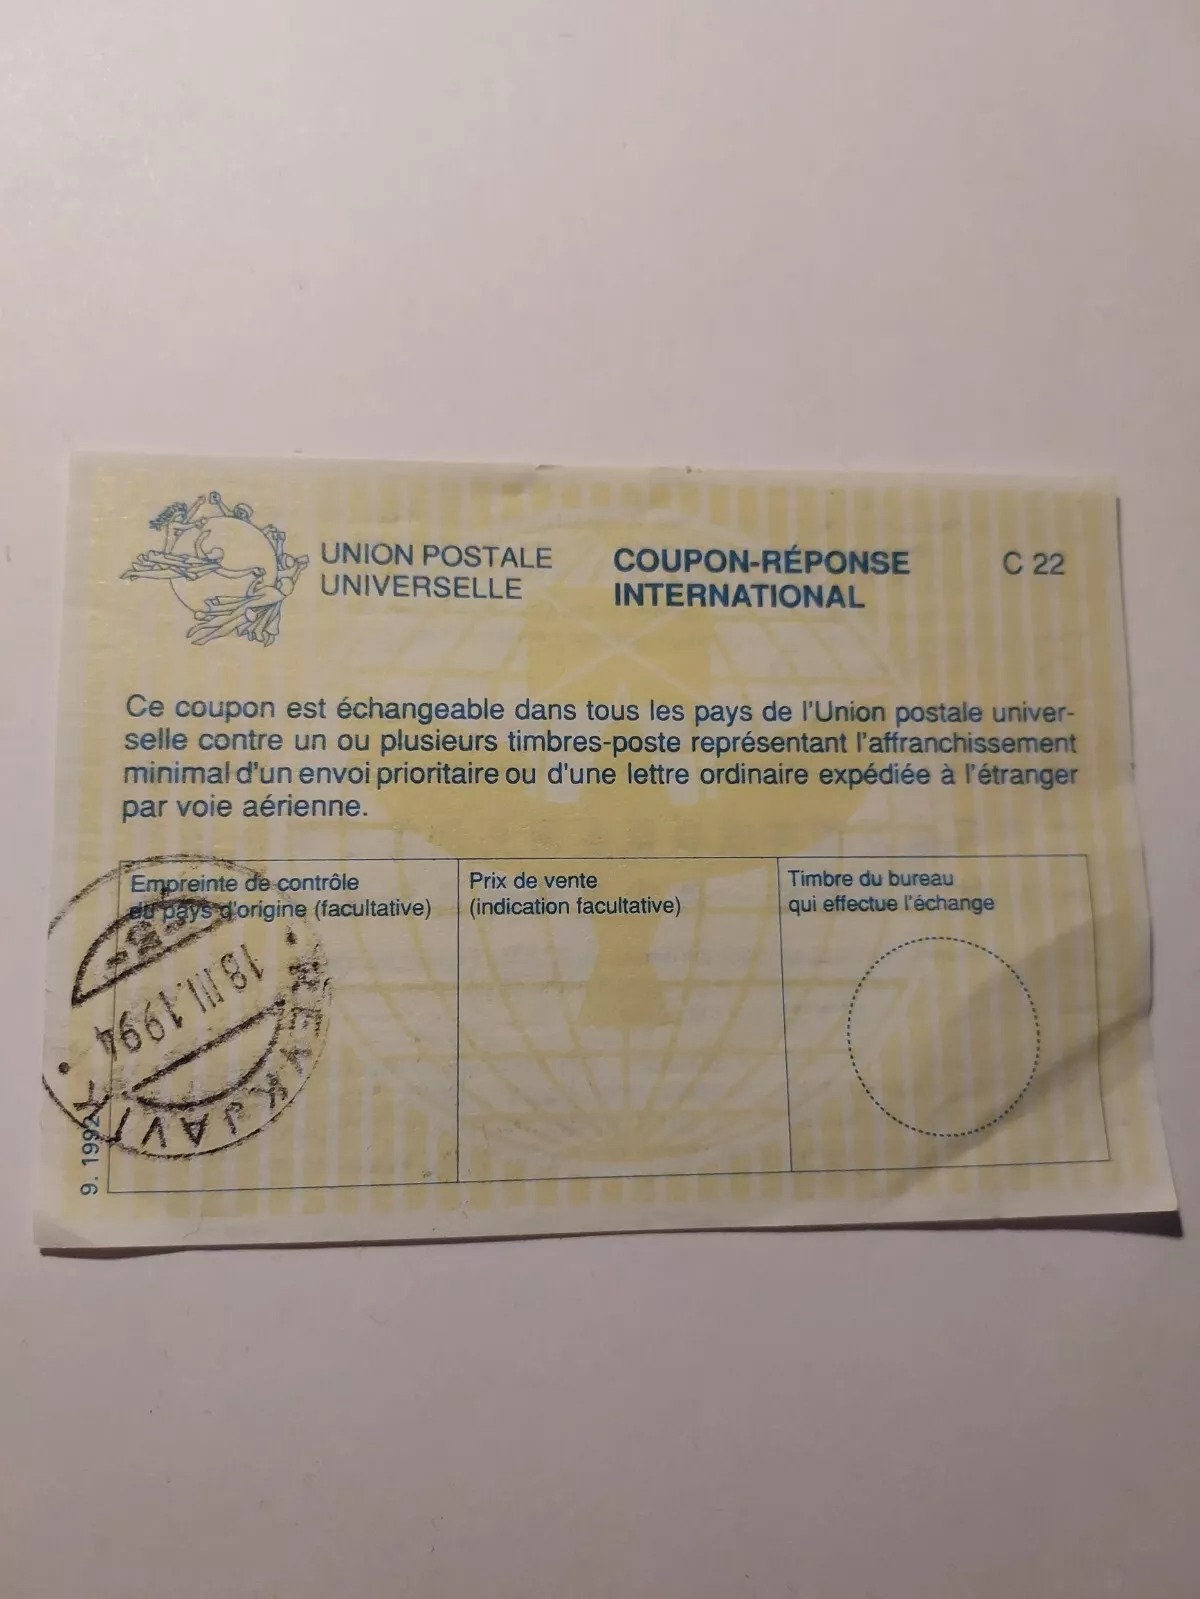 UNION POSTALE
UNIVERSELLE
COUPON-RÉPONSE
INTERNATIONAL
C 22
Ce coupon est échangeable dans tous les pays de l'Union postale univer-
selle contre un ou plusieurs timbres-poste représentant l'affranchissement
minimal d'un envoi prioritaire ou d'une lettre ordinaire expédiée à l'étranger
par voie aérienne.
Empreinte de contrôle
du pays d'origine (facultative)
Prix de vente
(indication facultative)
Timbre du bureau
qui effectue l'échange
18.III.1994
REYKJAVIK
9. 1992